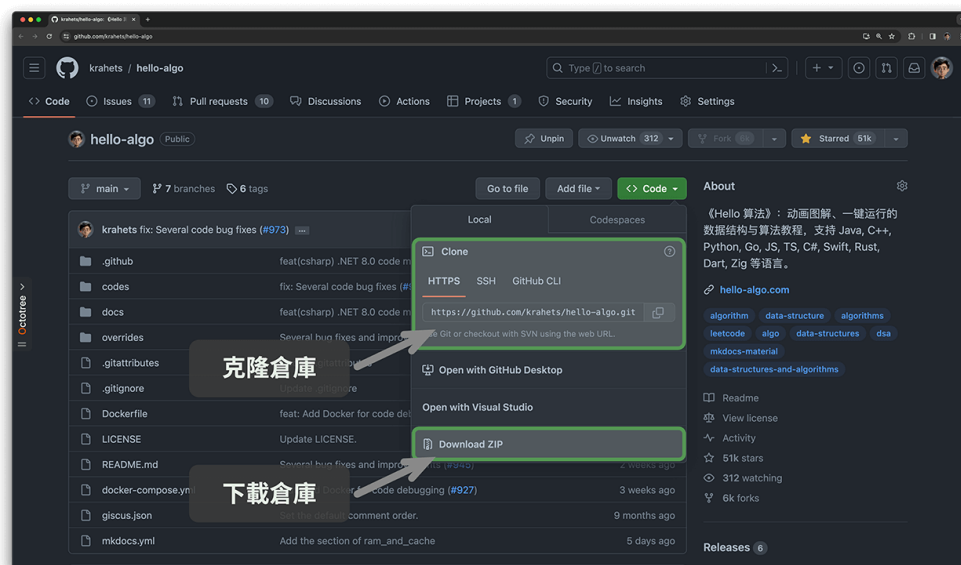 krahets/hello-algo: 《Hello
github.com/krahets/hello-algo
krahets / hello-algo
Type / to search
Code
Issues 11
Pull requests 10
Discussions
Actions
Projects 1
Security
Insights
Settings
hello-algo Public
Unpin
Unwatch 312
Fork 6k
Starred 51k
main
7 branches
6 tags
Go to file
Add file
Code
krahets fix: Several code bug fixes (#973)
.github feat(csharp) .NET 8.0 code
codes fix: Several code bug fixes
docs feat(csharp) .NET 8.0 code
overrides Several bug fixes and
.gitattributes
.gitignore Update .gitignore
Dockerfile feat: Add Docker for code
LICENSE Update LICENSE.
README.md Several bug fixes and (#945) 2 weeks ago
docker-compose.yml Docker for code debugging (#927) 3 weeks ago
giscus.json Set the default comment order. 9 months ago
mkdocs.yml Add the section of ram_and_cache 5 days ago
Octotree
Local
Codespaces
Clone
HTTPS
SSH
GitHub CLI
https://github.com/krahets/hello-algo.git
Git or checkout with SVN using the web URL.
Open with GitHub Desktop
Open with Visual Studio
Download ZIP
克隆倉庫
下載倉庫
About
《Hello 算法》：动画图解、一键运行的
数据结构与算法教程，支持 Java, C++,
Python, Go, JS, TS, C#, Swift, Rust,
Dart, Zig 等语言。
hello-algo.com
algorithm data-structure algorithms
leetcode algo data-structures dsa
mkdocs-material
data-structures-and-algorithms
Readme
View license
Activity
51k stars
312 watching
6k forks
Releases 6